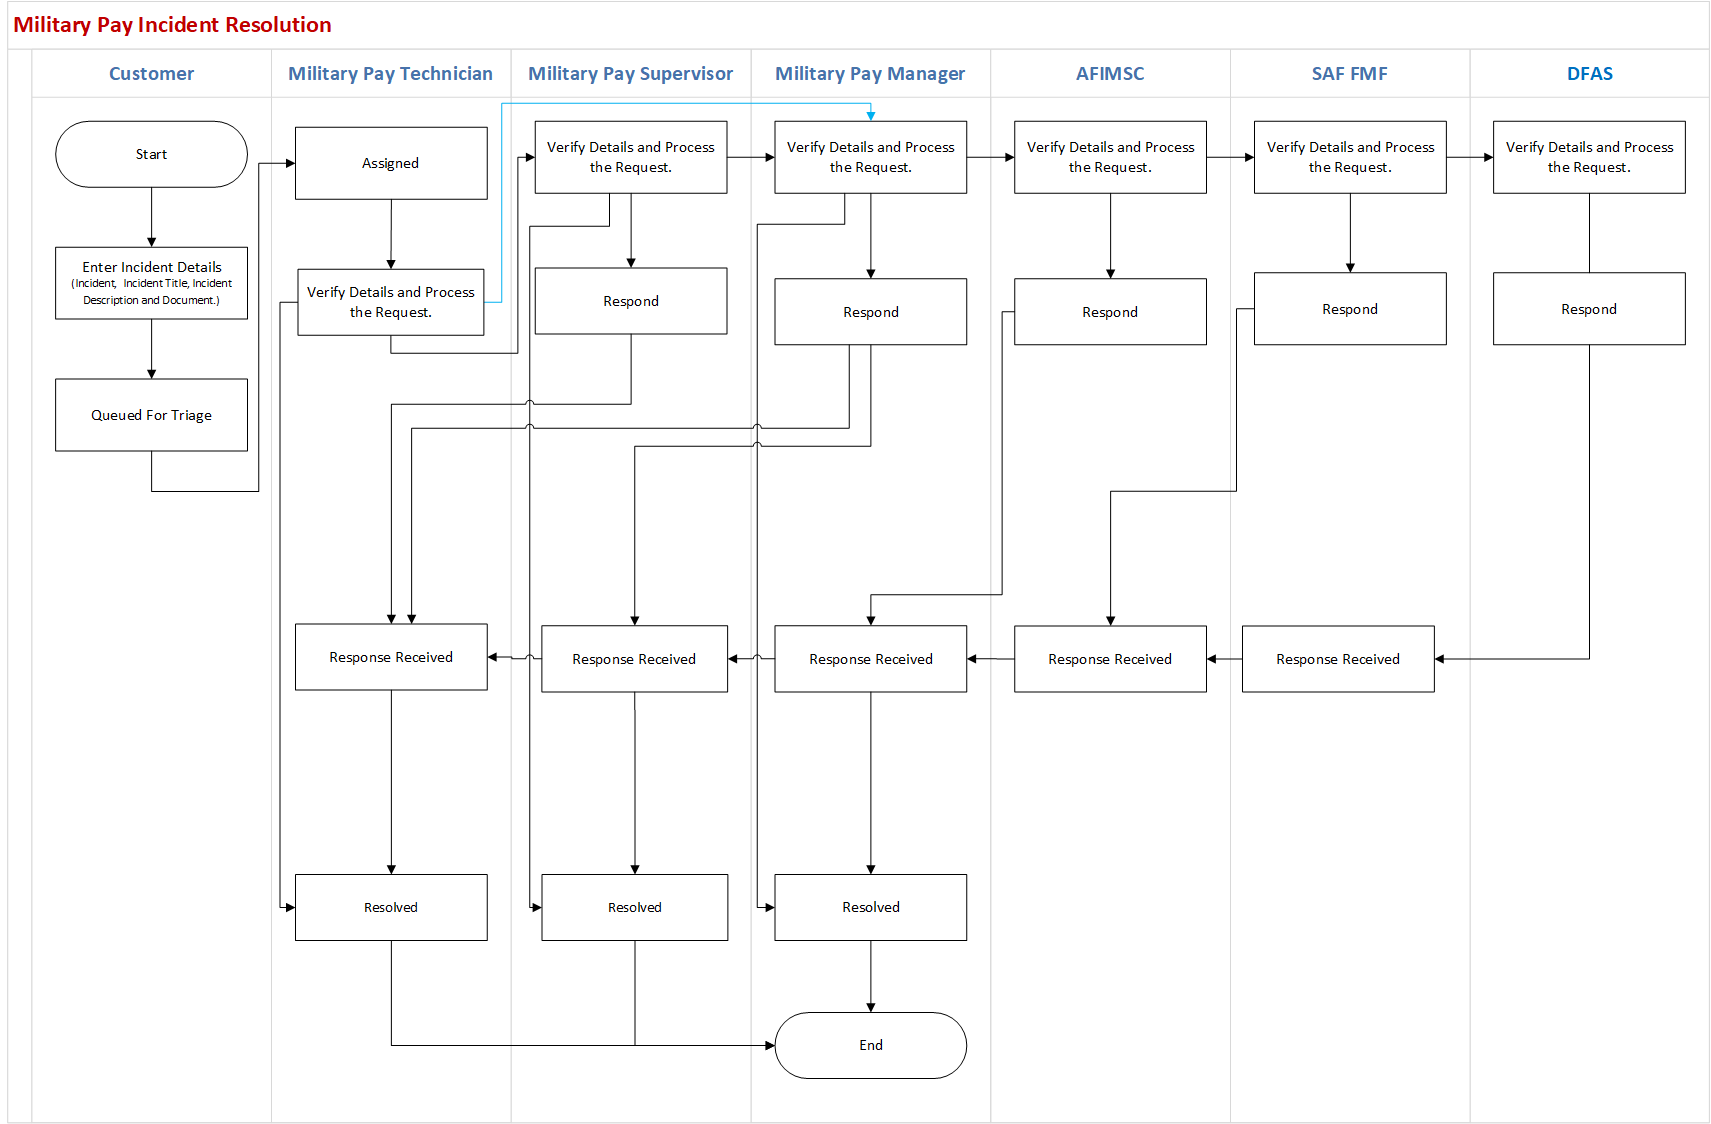 Military Pay Incident Resolution
Customer
Military Pay Technician
Military Pay Supervisor
Military Pay Manager
AFIMSC
SAF FMF
DFAS
Start
Enter Incident Details
(Incident, Incident Title, Incident
Description and Document.)
Queued For Triage
Assigned
Verify Details and Process
the Request.
Response Received
Resolved
Verify Details and Process
the Request.
Respond
Response Received
Resolved
Verify Details and Process
the Request.
Respond
Response Received
Resolved
End
Verify Details and Process
the Request.
Respond
Response Received
Verify Details and Process
the Request.
Respond
Response Received
Verify Details and Process
the Request.
Respond